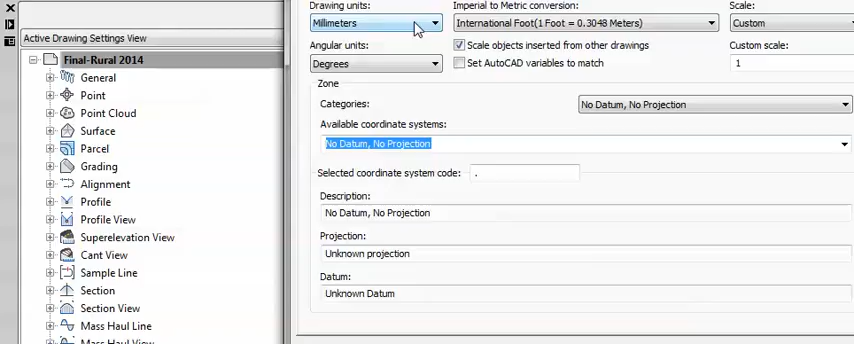 Active Drawing Settings View
Final-Rural 2014
General
Point
Point Cloud
Surface
Parcel
Grading
Alignment
Profile
Profile View
Superelevation View
Cant View
Sample Line
Section
Section View
Mass Haul Line
Mass Haul View
Drawing units:
Imperial to Metric conversion:
Scale:
Millimeters
International Foot(1 Foot = 0.3048 Meters)
Custom
Angular units:
Scale objects inserted from other drawings
Custom scale:
Degrees
Set AutoCAD variables to match
1
Zone
Categories:
No Datum, No Projection
Available coordinate systems:
No Datum, No Projection
Selected coordinate system code:
.
Description:
No Datum, No Projection
Projection:
Unknown projection
Datum:
Unknown Datum